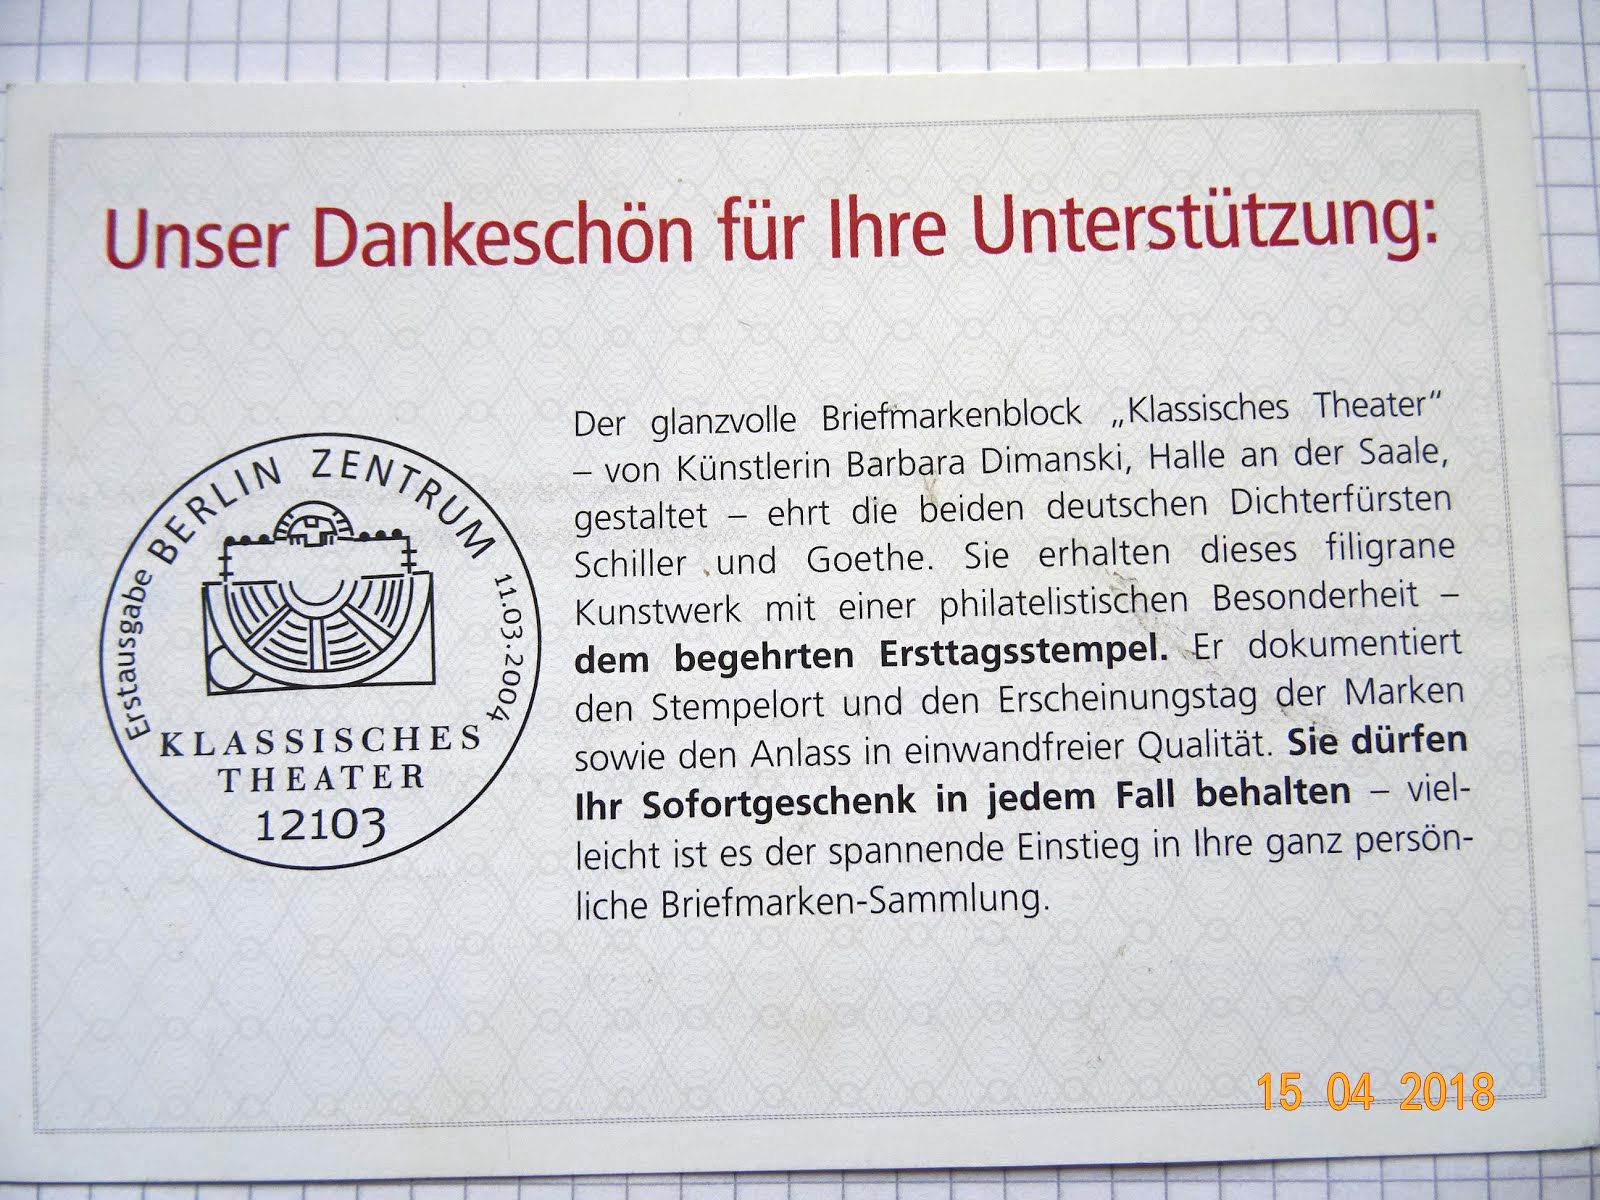 Unser Dankeschön für Ihre Unterstützung:
BERLIN ZENTRUM
Erstausgabe
11.03.2004
KLASSISCHES
THEATER
12103
Der glanzvolle Briefmarkenblock „Klassisches Theater“
– von Künstlerin Barbara Dimanski, Halle an der Saale,
gestaltet – ehrt die beiden deutschen Dichterfürsten
Schiller und Goethe. Sie erhalten dieses filigrane
Kunstwerk mit einer philatelistischen Besonderheit –
dem begehrten Ersttagsstempel. Er dokumentiert
den Stempelort und den Erscheinungstag der Marken
sowie den Anlass in einwandfreier Qualität. Sie dürfen
Ihr Sofortgeschenk in jedem Fall behalten – viel-
leicht ist es der spannende Einstieg in Ihre ganz persön-
liche Briefmarken-Sammlung.
15 04 2018